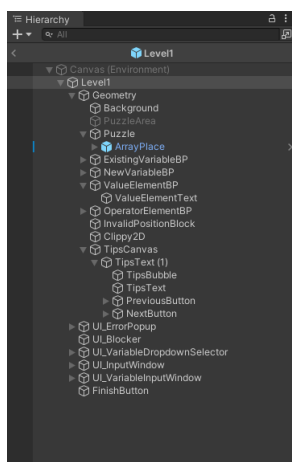 Hierarchy
All
Level1
Canvas (Environment)
Level1
Geometry
Background
PuzzleArea
Puzzle
ArrayPlace
ExistingVariableBP
NewVariableBP
ValueElementBP
ValueElementText
OperatorElementBP
InvalidPositionBlock
Clippy2D
TipsCanvas
TipsText (1)
TipsBubble
TipsText
PreviousButton
NextButton
UI_ErrorPopup
UI_Blocker
UI_VariableDropdownSelector
UI_InputWindow
UI_VariableInputWindow
FinishButton